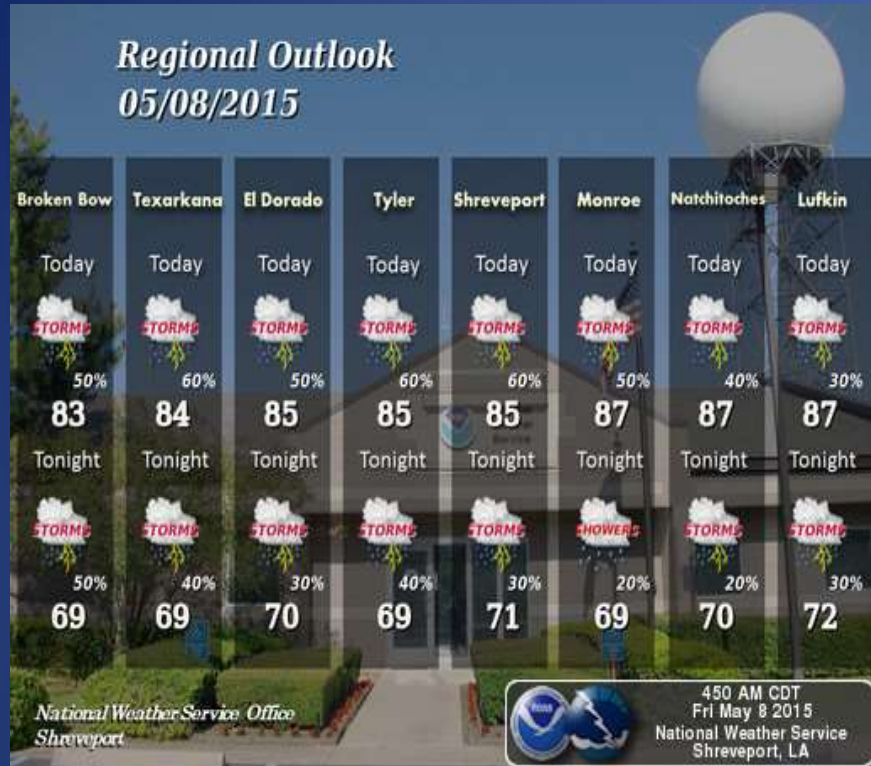 Regional Outlook
05/08/2015
Broken Bow Texarkana El Dorado Tyler Shreveport Monroe Natchitoches Lufkin
Today Today Today Today Today Today Today Today
STORMS STORMS STORMS STORMS STORMS STORMS STORMS STORMS
50% 60% 50% 60% 60% 50% 40% 30%
83 84 85 85 85 87 87 87
Tonight Tonight Tonight Tonight Tonight Tonight Tonight Tonight
STORMS STORMS STORMS STORMS STORMS SHOWERS STORMS STORMS
50% 40% 30% 40% 30% 20% 20% 30%
69 69 70 69 71 69 70 72
National Weather Service Office
Shreveport
450 AM CDT
Fri May 8 2015
National Weather Service
Shreveport, LA